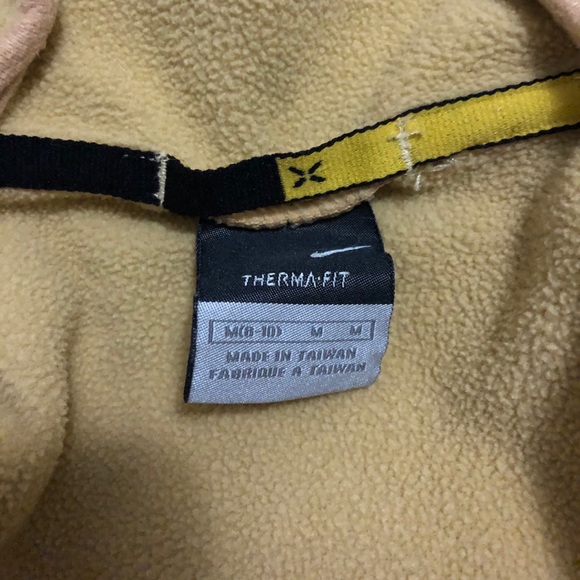 THERMA·FIT
M(8-10) M M
MADE IN TAIWAN
FABRIQUE A TAIWAN